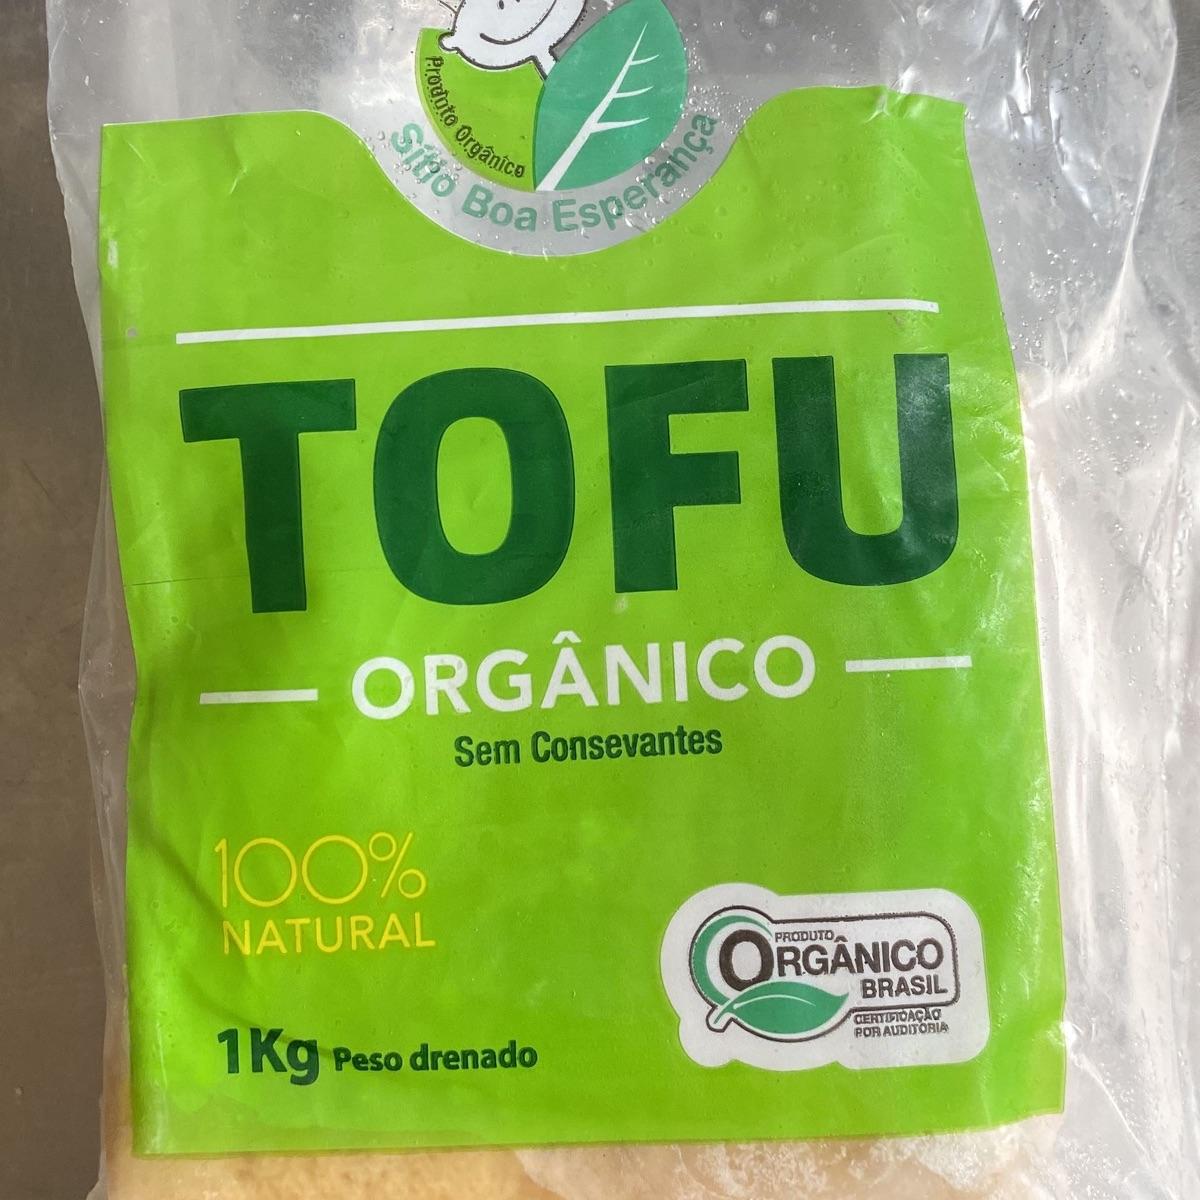 Produto Orgânico
Sítio Boa Esperança
TOFU
ORGÂNICO
Sem Consevantes
100%
NATURAL
1Kg Peso drenado
PRODUTO
ORGÂNICO
BRASIL
CERTIFICAÇÃO
POR AUDITORIA